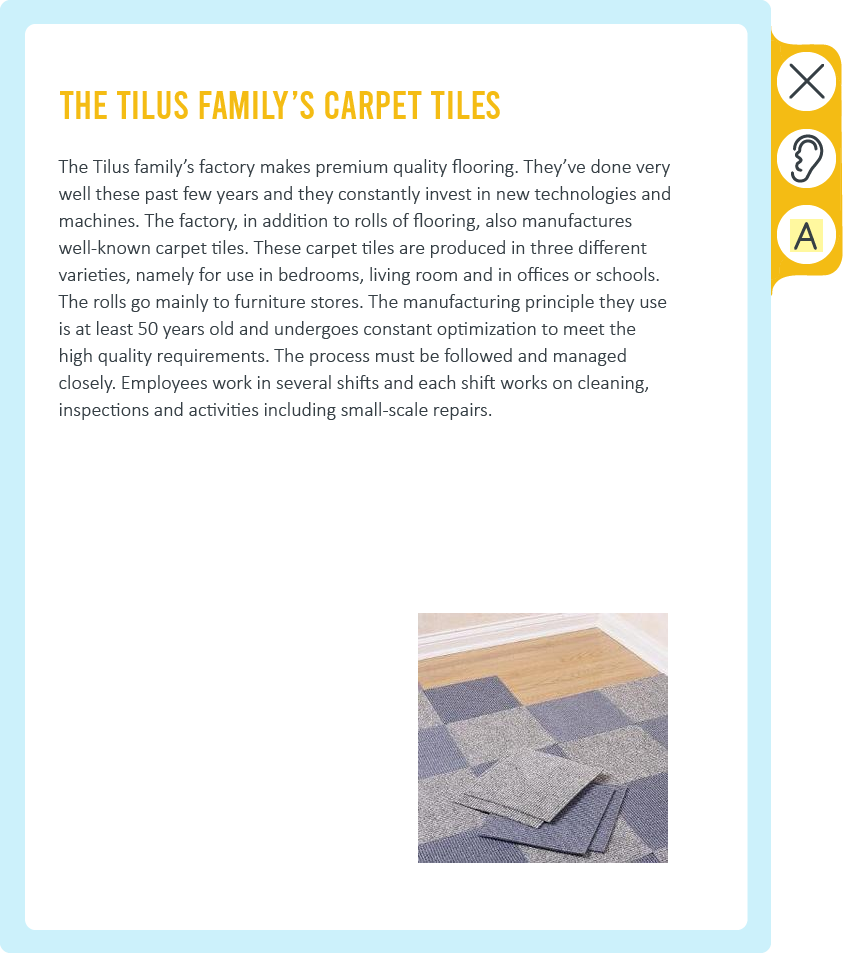 THE TILUS FAMILY’S CARPET TILES
The Tilus family’s factory makes premium quality flooring. They’ve done very
well these past few years and they constantly invest in new technologies and
machines. The factory, in addition to rolls of flooring, also manufactures
well-known carpet tiles. These carpet tiles are produced in three different
varieties, namely for use in bedrooms, living room and in offices or schools.
The rolls go mainly to furniture stores. The manufacturing principle they use
is at least 50 years old and undergoes constant optimization to meet the
high quality requirements. The process must be followed and managed
closely. Employees work in several shifts and each shift works on cleaning,
inspections and activities including small-scale repairs.
A